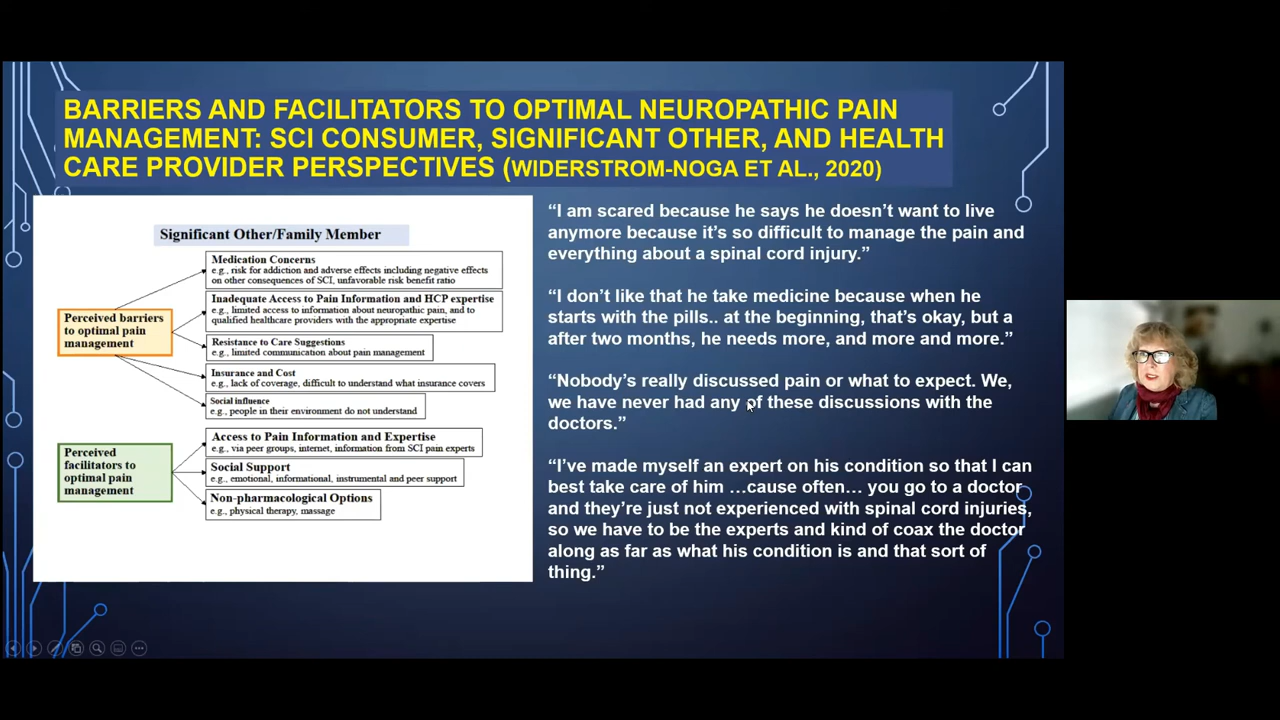 BARRIERS AND FACILITATORS TO OPTIMAL NEUROPATHIC PAIN
MANAGEMENT: SCI CONSUMER, SIGNIFICANT OTHER, AND HEALTH
CARE PROVIDER PERSPECTIVES (WIDERSTROM-NOGA ET AL., 2020)
Significant Other/Family Member
Perceived barriers
to optimal pain
management
Medication Concerns
e.g., risk for addiction and adverse effects including negative effects
on other consequences of SCI, unfavorable risk benefit ratio
Inadequate Access to Pain Information and HCP expertise
e.g., limited access to information about neuropathic pain, and to
qualified healthcare providers with the appropriate expertise
Resistance to Care Suggestions
e.g., limited communication about pain management
Insurance and Cost
e.g., lack of coverage, difficult to understand what insurance covers
Social influence
e.g., people in their environment do not understand
Perceived
facilitators to
optimal pain
management
Access to Pain Information and Expertise
e.g., via peer groups, internet, information from SCI pain experts
Social Support
e.g., emotional, informational, instrumental and peer support
Non-pharmacological Options
e.g., physical therapy, massage
“I am scared because he says he doesn’t want to live
anymore because it’s so difficult to manage the pain and
everything about a spinal cord injury.”
“I don’t like that he take medicine because when he
starts with the pills.. at the beginning, that’s okay, but a
after two months, he needs more, and more and more.”
“Nobody’s really discussed pain or what to expect. We,
we have never had any of these discussions with the
doctors.”
“I’ve made myself an expert on his condition so that I can
best take care of him …cause often… you go to a doctor
and they’re just not experienced with spinal cord injuries,
so we have to be the experts and kind of coax the doctor
along as far as what his condition is and that sort of
thing.”